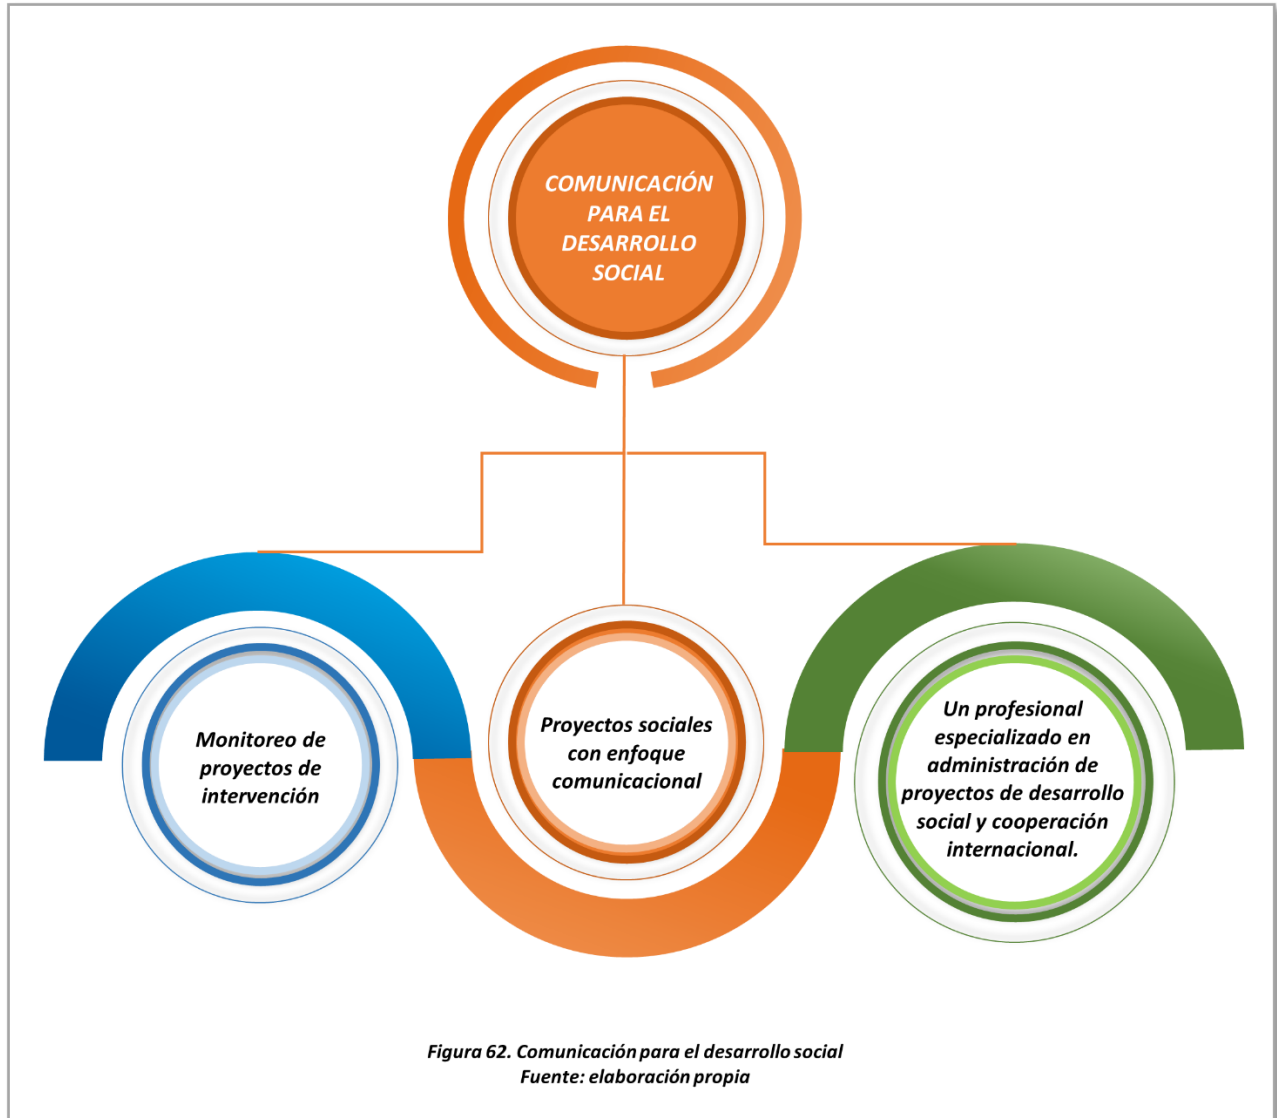 COMUNICACIÓN
PARA EL
DESARROLLO
SOCIAL
Monitoreo de
proyectos de
intervención
Proyectos sociales
con enfoque
comunicacional
Un profesional
especializado en
administración de
proyectos de desarrollo
social y cooperación
internacional.
Figura 62. Comunicación para el desarrollo social
Fuente: elaboración propia